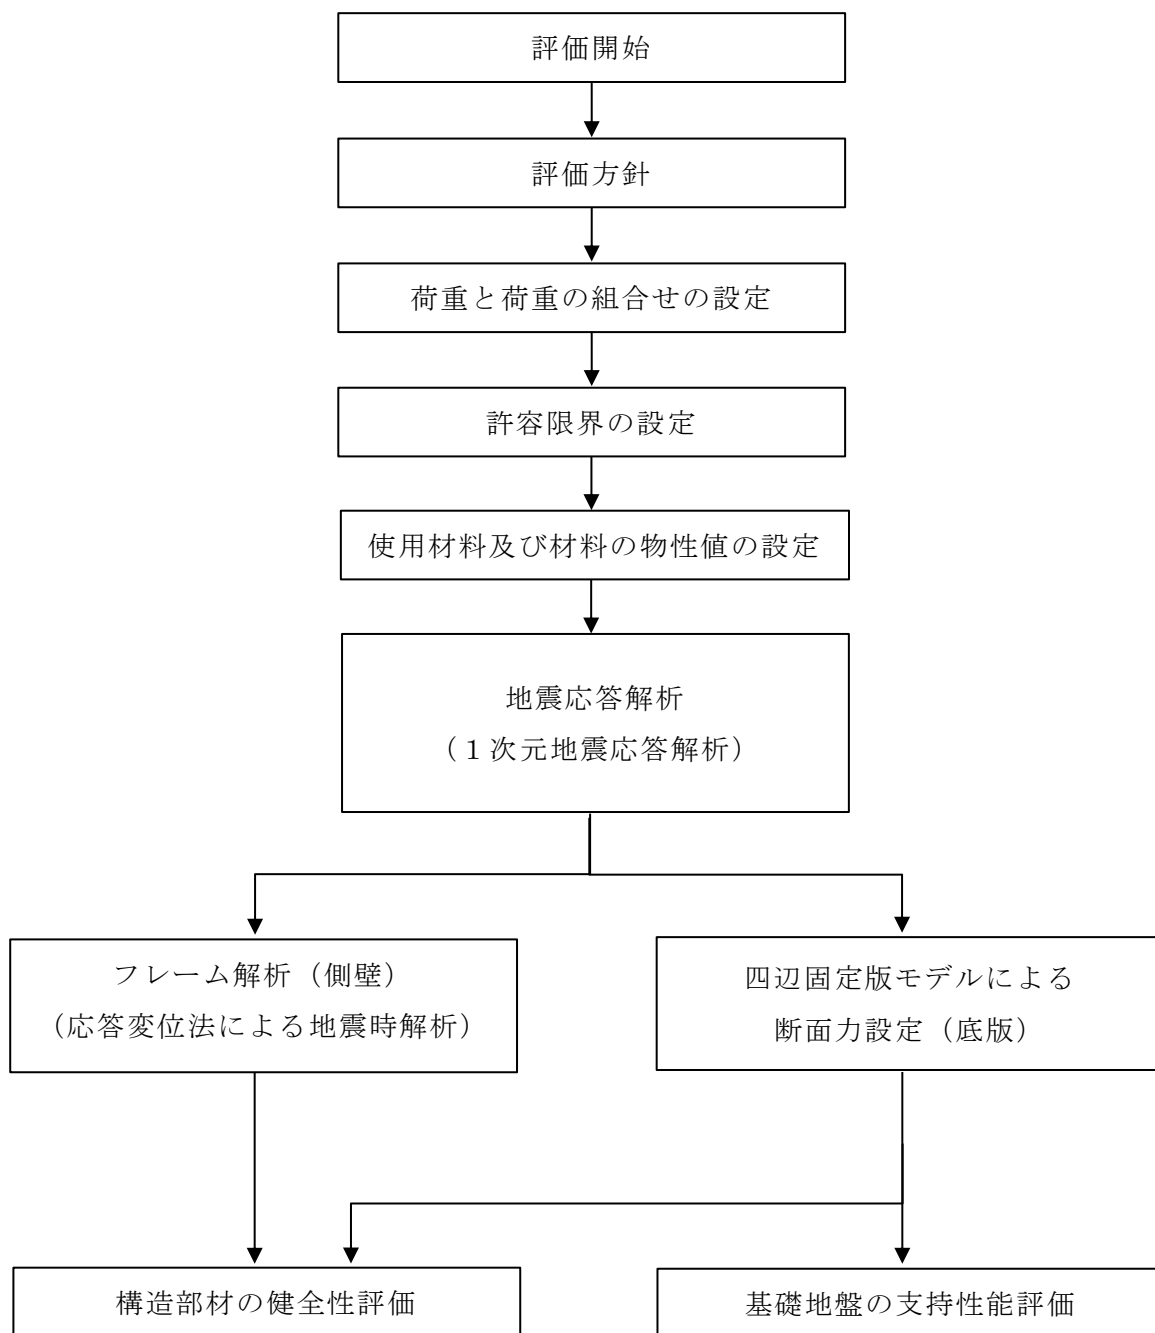 評価開始
評価方針
荷重と荷重の組合せの設定
許容限界の設定
使用材料及び材料の物性値の設定
地震応答解析
（１次元地震応答解析）
フレーム解析（側壁）
（応答変位法による地震時解析）
四辺固定版モデルによる
断面力設定（底版）
構造部材の健全性評価
基礎地盤の支持性能評価